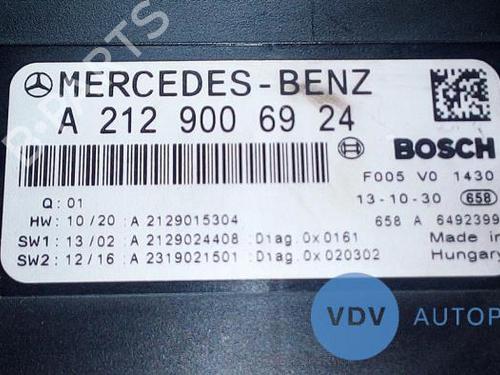 MERCEDES-BENZ
A 212 900 69 24
BOSCH
F005 V0 1430
Q: 01
13-10-30 658
HW: 10/20 :A 2129015304
658 A 6492399
SW1: 13/02 :A 2129024408 :Diag.0x0161
Made in
SW2: 12/16 :A 2319021501 :Diag.0x020302
Hungary
VDV AUTOP
B-PARTS